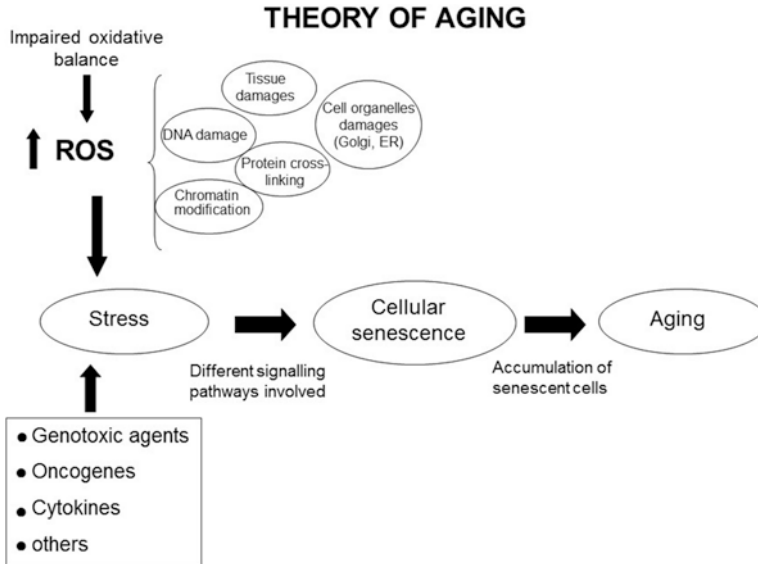 THEORY OF AGING
Impaired oxidative
balance
ROS
Tissue
damages
Cell organelles
damages
(Golgi, ER)
DNA damage
Protein cross-
linking
Chromatin
modification
Stress
Different signalling
pathways involved
Cellular
senescence
Accumulation of
senescent cells
Aging
• Genotoxic agents
• Oncogenes
• Cytokines
• others